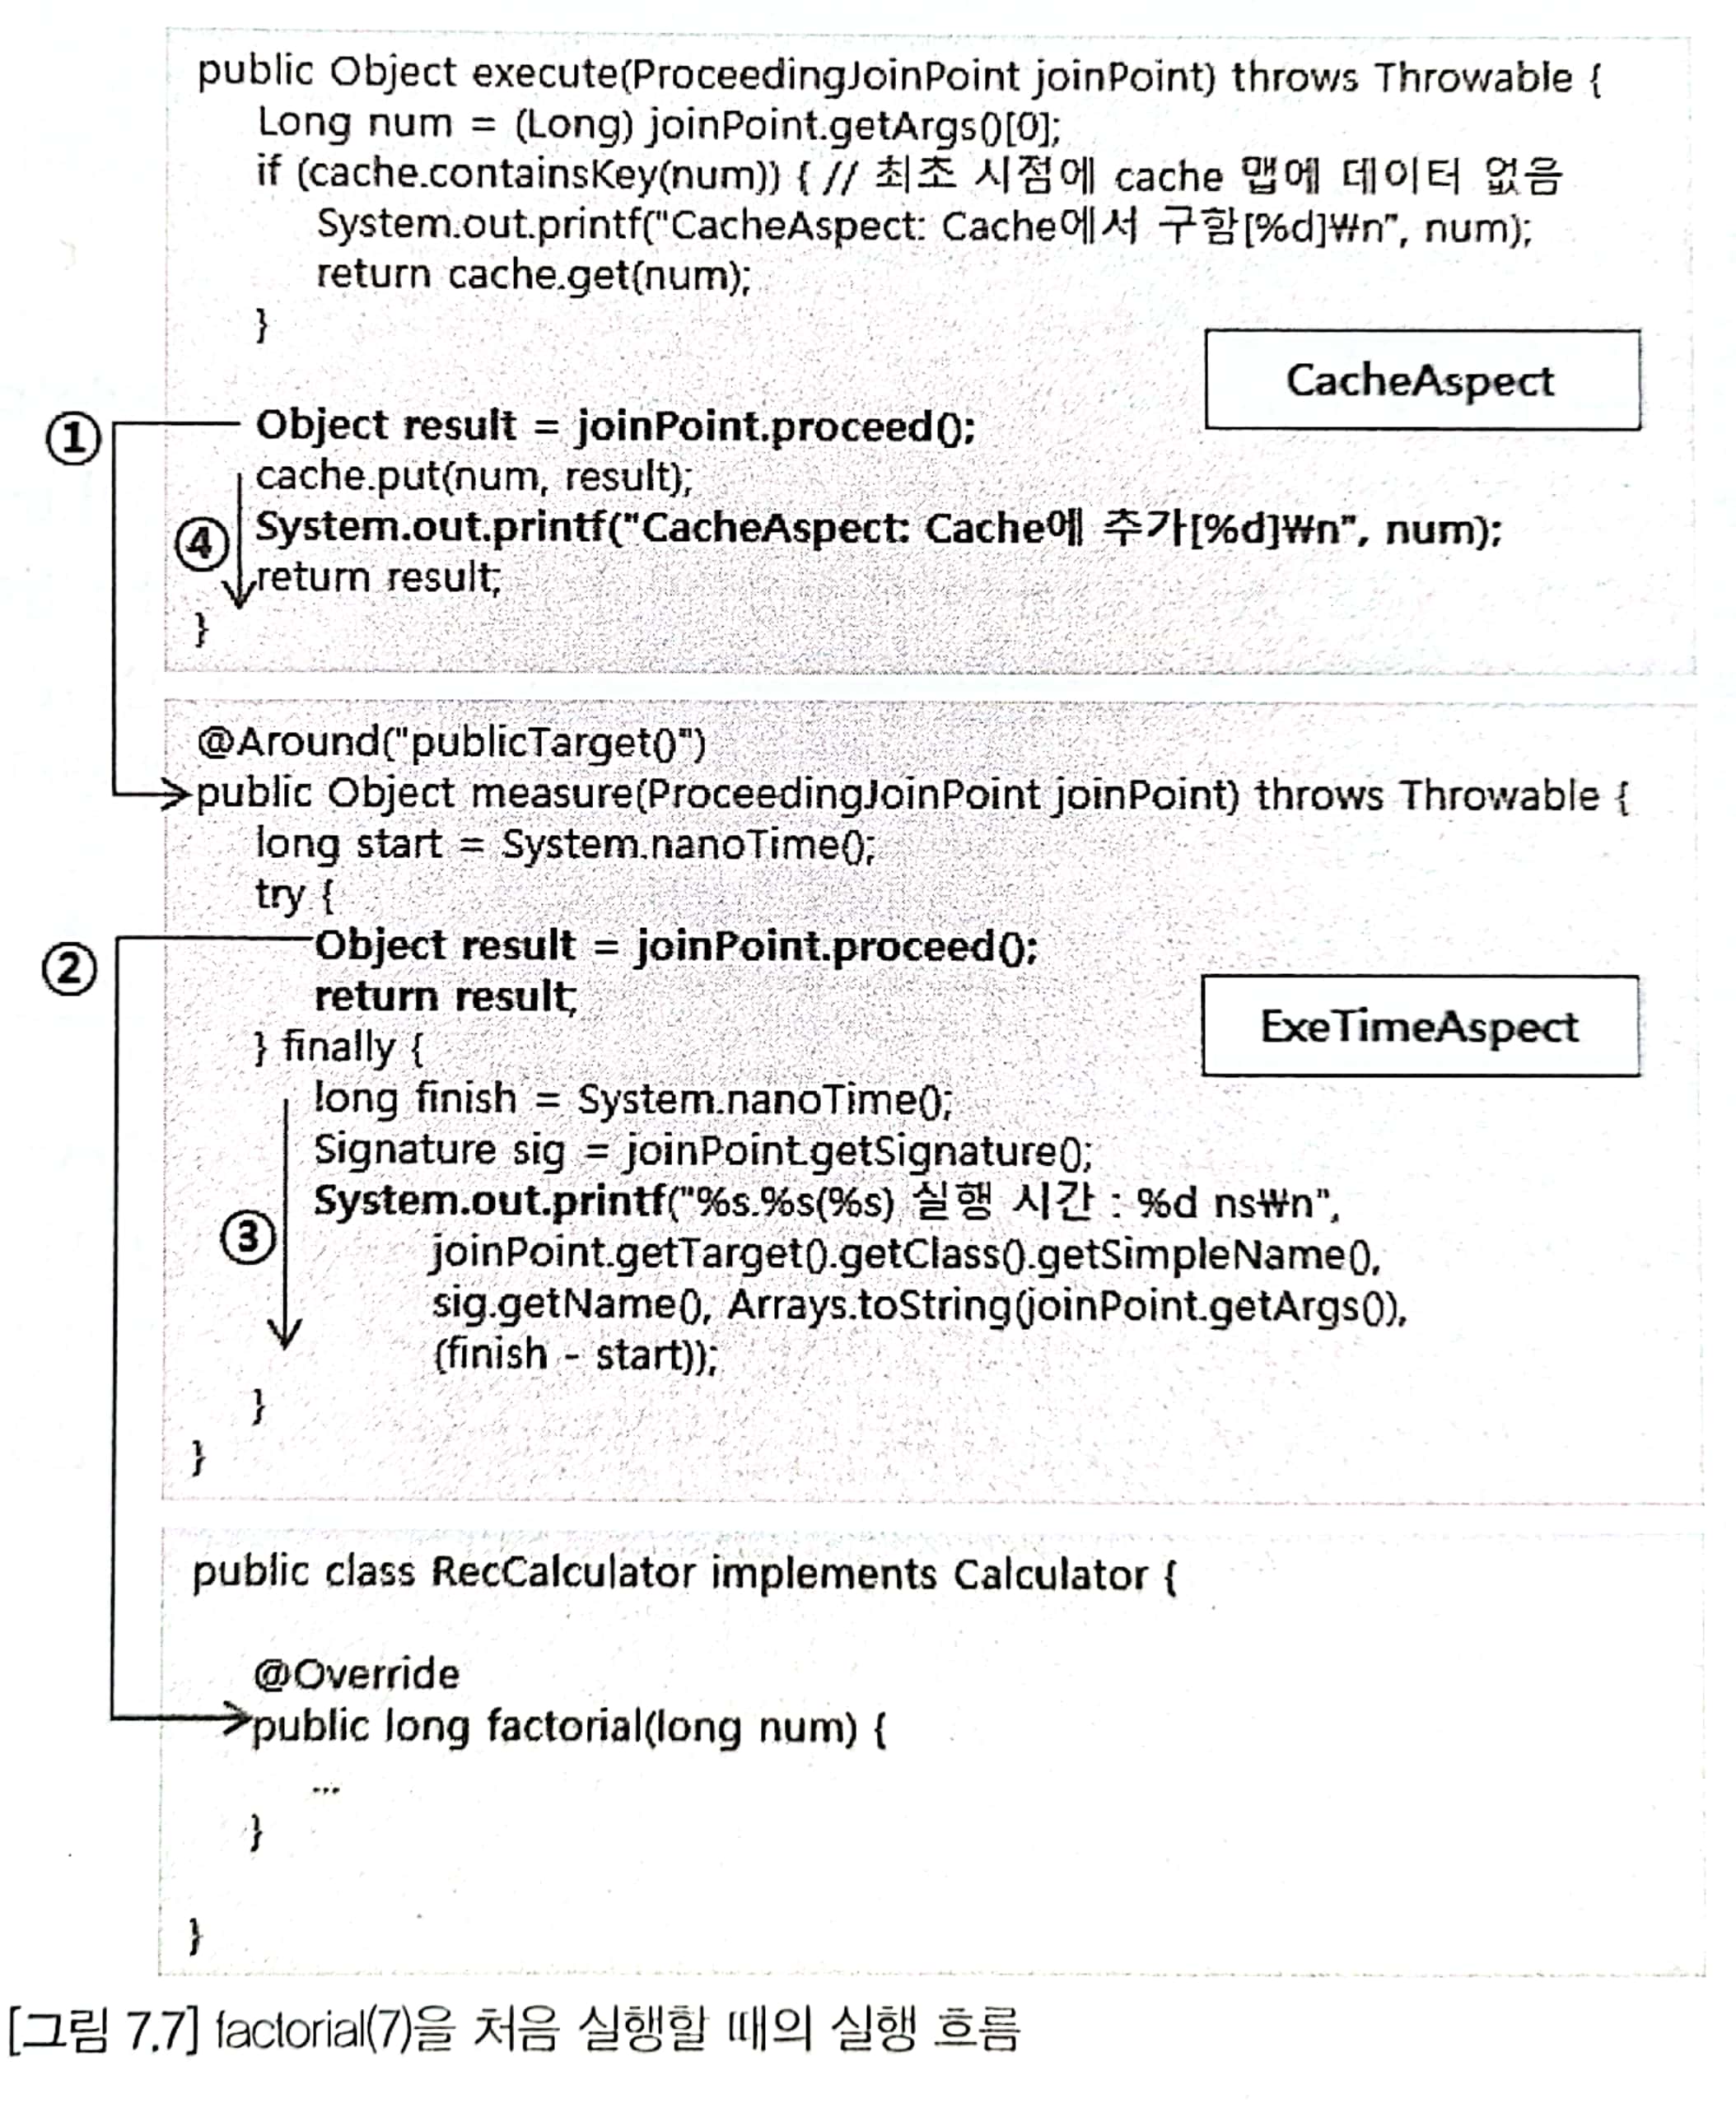 public Object execute(ProceedingJoinPoint joinPoint) throws Throwable {
Long num = (Long) joinPoint.getArgs()[0];
if (cache.containsKey(num)) { // 최초 시점에 cache 맵에 데이터 없음
System.out.printf("CacheAspect: Cache에서 구함[%d]₩n", num);
return cache.get(num);
}
CacheAspect
① Object result = joinPoint.proceed();
cache.put(num, result);
④ System.out.printf("CacheAspect: Cache에 추가[%d]₩n", num);
return result;
}
@Around("publicTarget()")
public Object measure(ProceedingJoinPoint joinPoint) throws Throwable {
long start = System.nanoTime();
try {
② Object result = joinPoint.proceed();
return result;
ExeTimeAspect
} finally {
long finish = System.nanoTime();
Signature sig = joinPoint.getSignature();
System.out.printf("%s.%s(%s) 실행 시간 : %d ns₩n",
③ joinPoint.getTarget().getClass().getSimpleName(),
sig.getName(), Arrays.toString(joinPoint.getArgs()),
(finish - start));
}
}
public class RecCalculator implements Calculator {
@Override
public long factorial(long num) {
...
}
}
[그림 7.7] factorial(7)을 처음 실행할 때의 실행 흐름